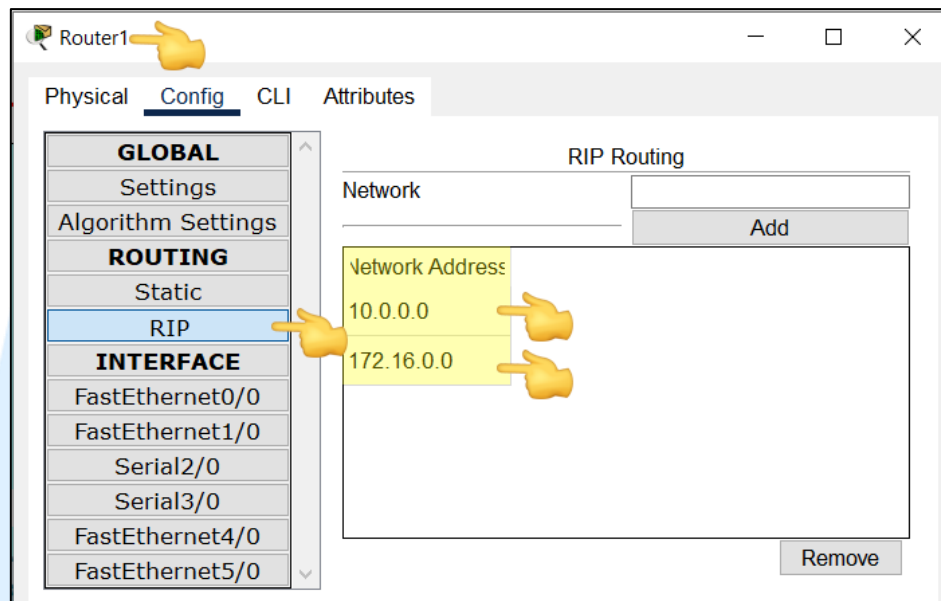 Router1
Physical Config CLI Attributes
GLOBAL
Settings
Algorithm Settings
ROUTING
Static
RIP
INTERFACE
FastEthernet0/0
FastEthernet1/0
Serial2/0
Serial3/0
FastEthernet4/0
FastEthernet5/0
RIP Routing
Network
Add
Network Address
10.0.0.0
172.16.0.0
Remove